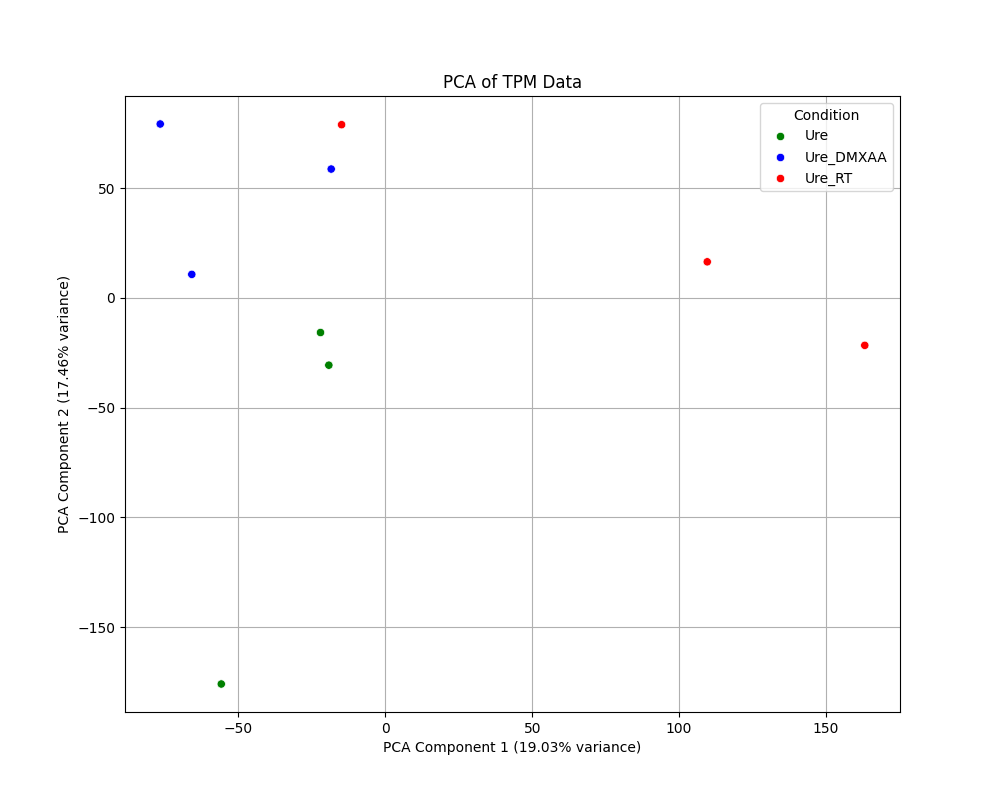 PCA of TPM Data
Condition
Ure
Ure_DMXAA
Ure_RT
50
0
−50
−100
−150
PCA Component 2 (17.46% variance)
−50
0
50
100
150
PCA Component 1 (19.03% variance)